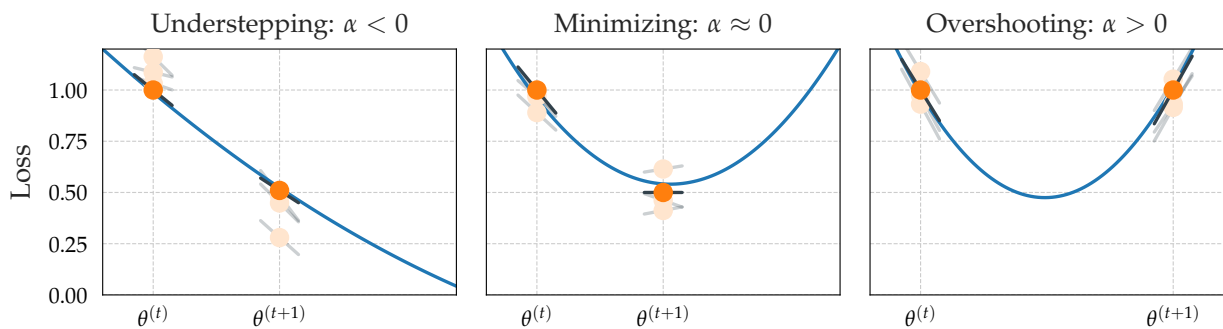 Understepping: α < 0
Minimizing: α ≈ 0
Overshooting: α > 0
Loss
1.00
0.75
0.50
0.25
0.00
θ⁽ᵗ⁾
θ⁽ᵗ⁺¹⁾
θ⁽ᵗ⁾
θ⁽ᵗ⁺¹⁾
θ⁽ᵗ⁾
θ⁽ᵗ⁺¹⁾